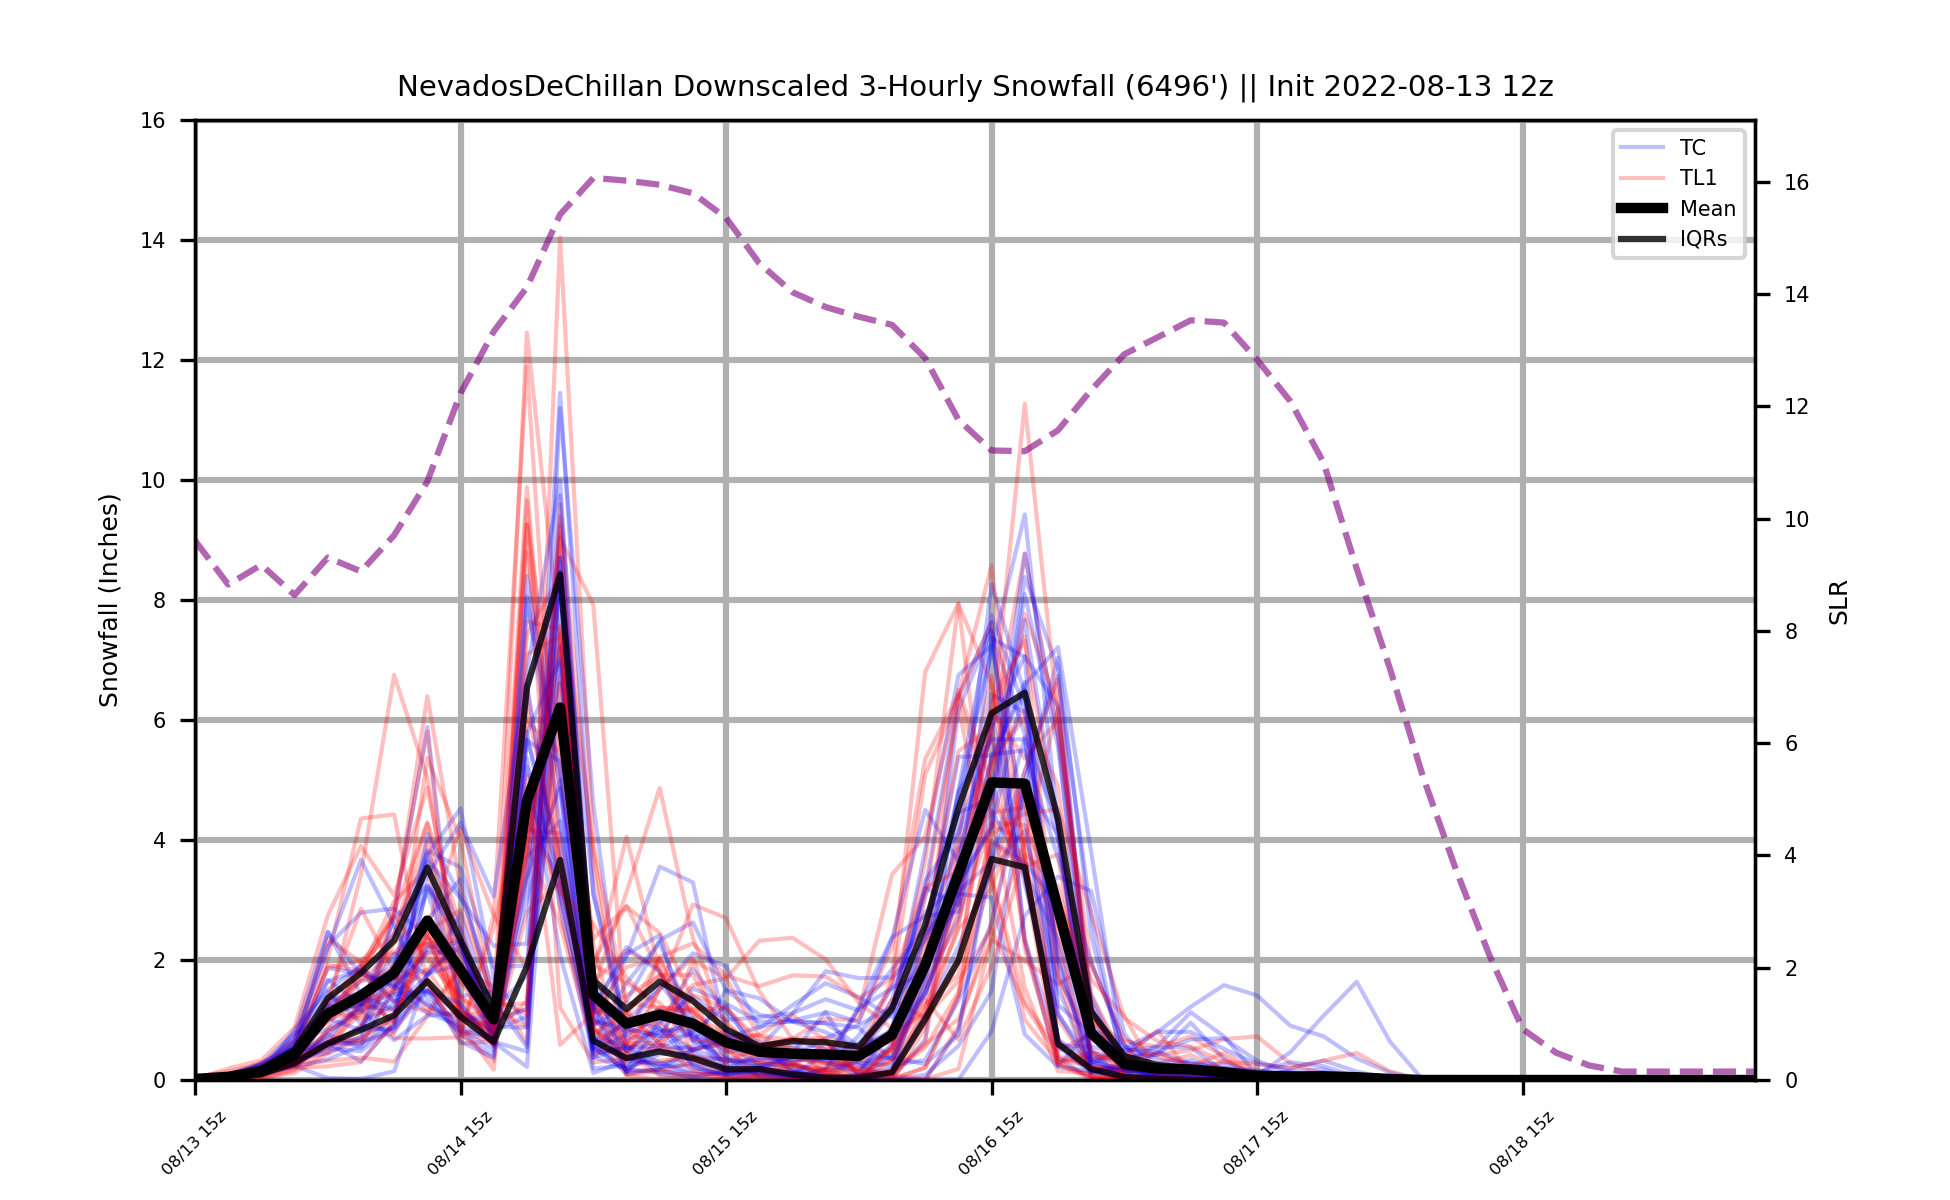 NevadosDeChillan Downscaled 3-Hourly Snowfall (6496') || Init 2022-08-13 12z
TC
TL1
Mean
IQRs
Snowfall (Inches)
16
14
12
10
8
6
4
2
0
16
14
12
10
8
6
4
2
0
SLR
08/13 15z
08/14 15z
08/15 15z
08/16 15z
08/17 15z
08/18 15z